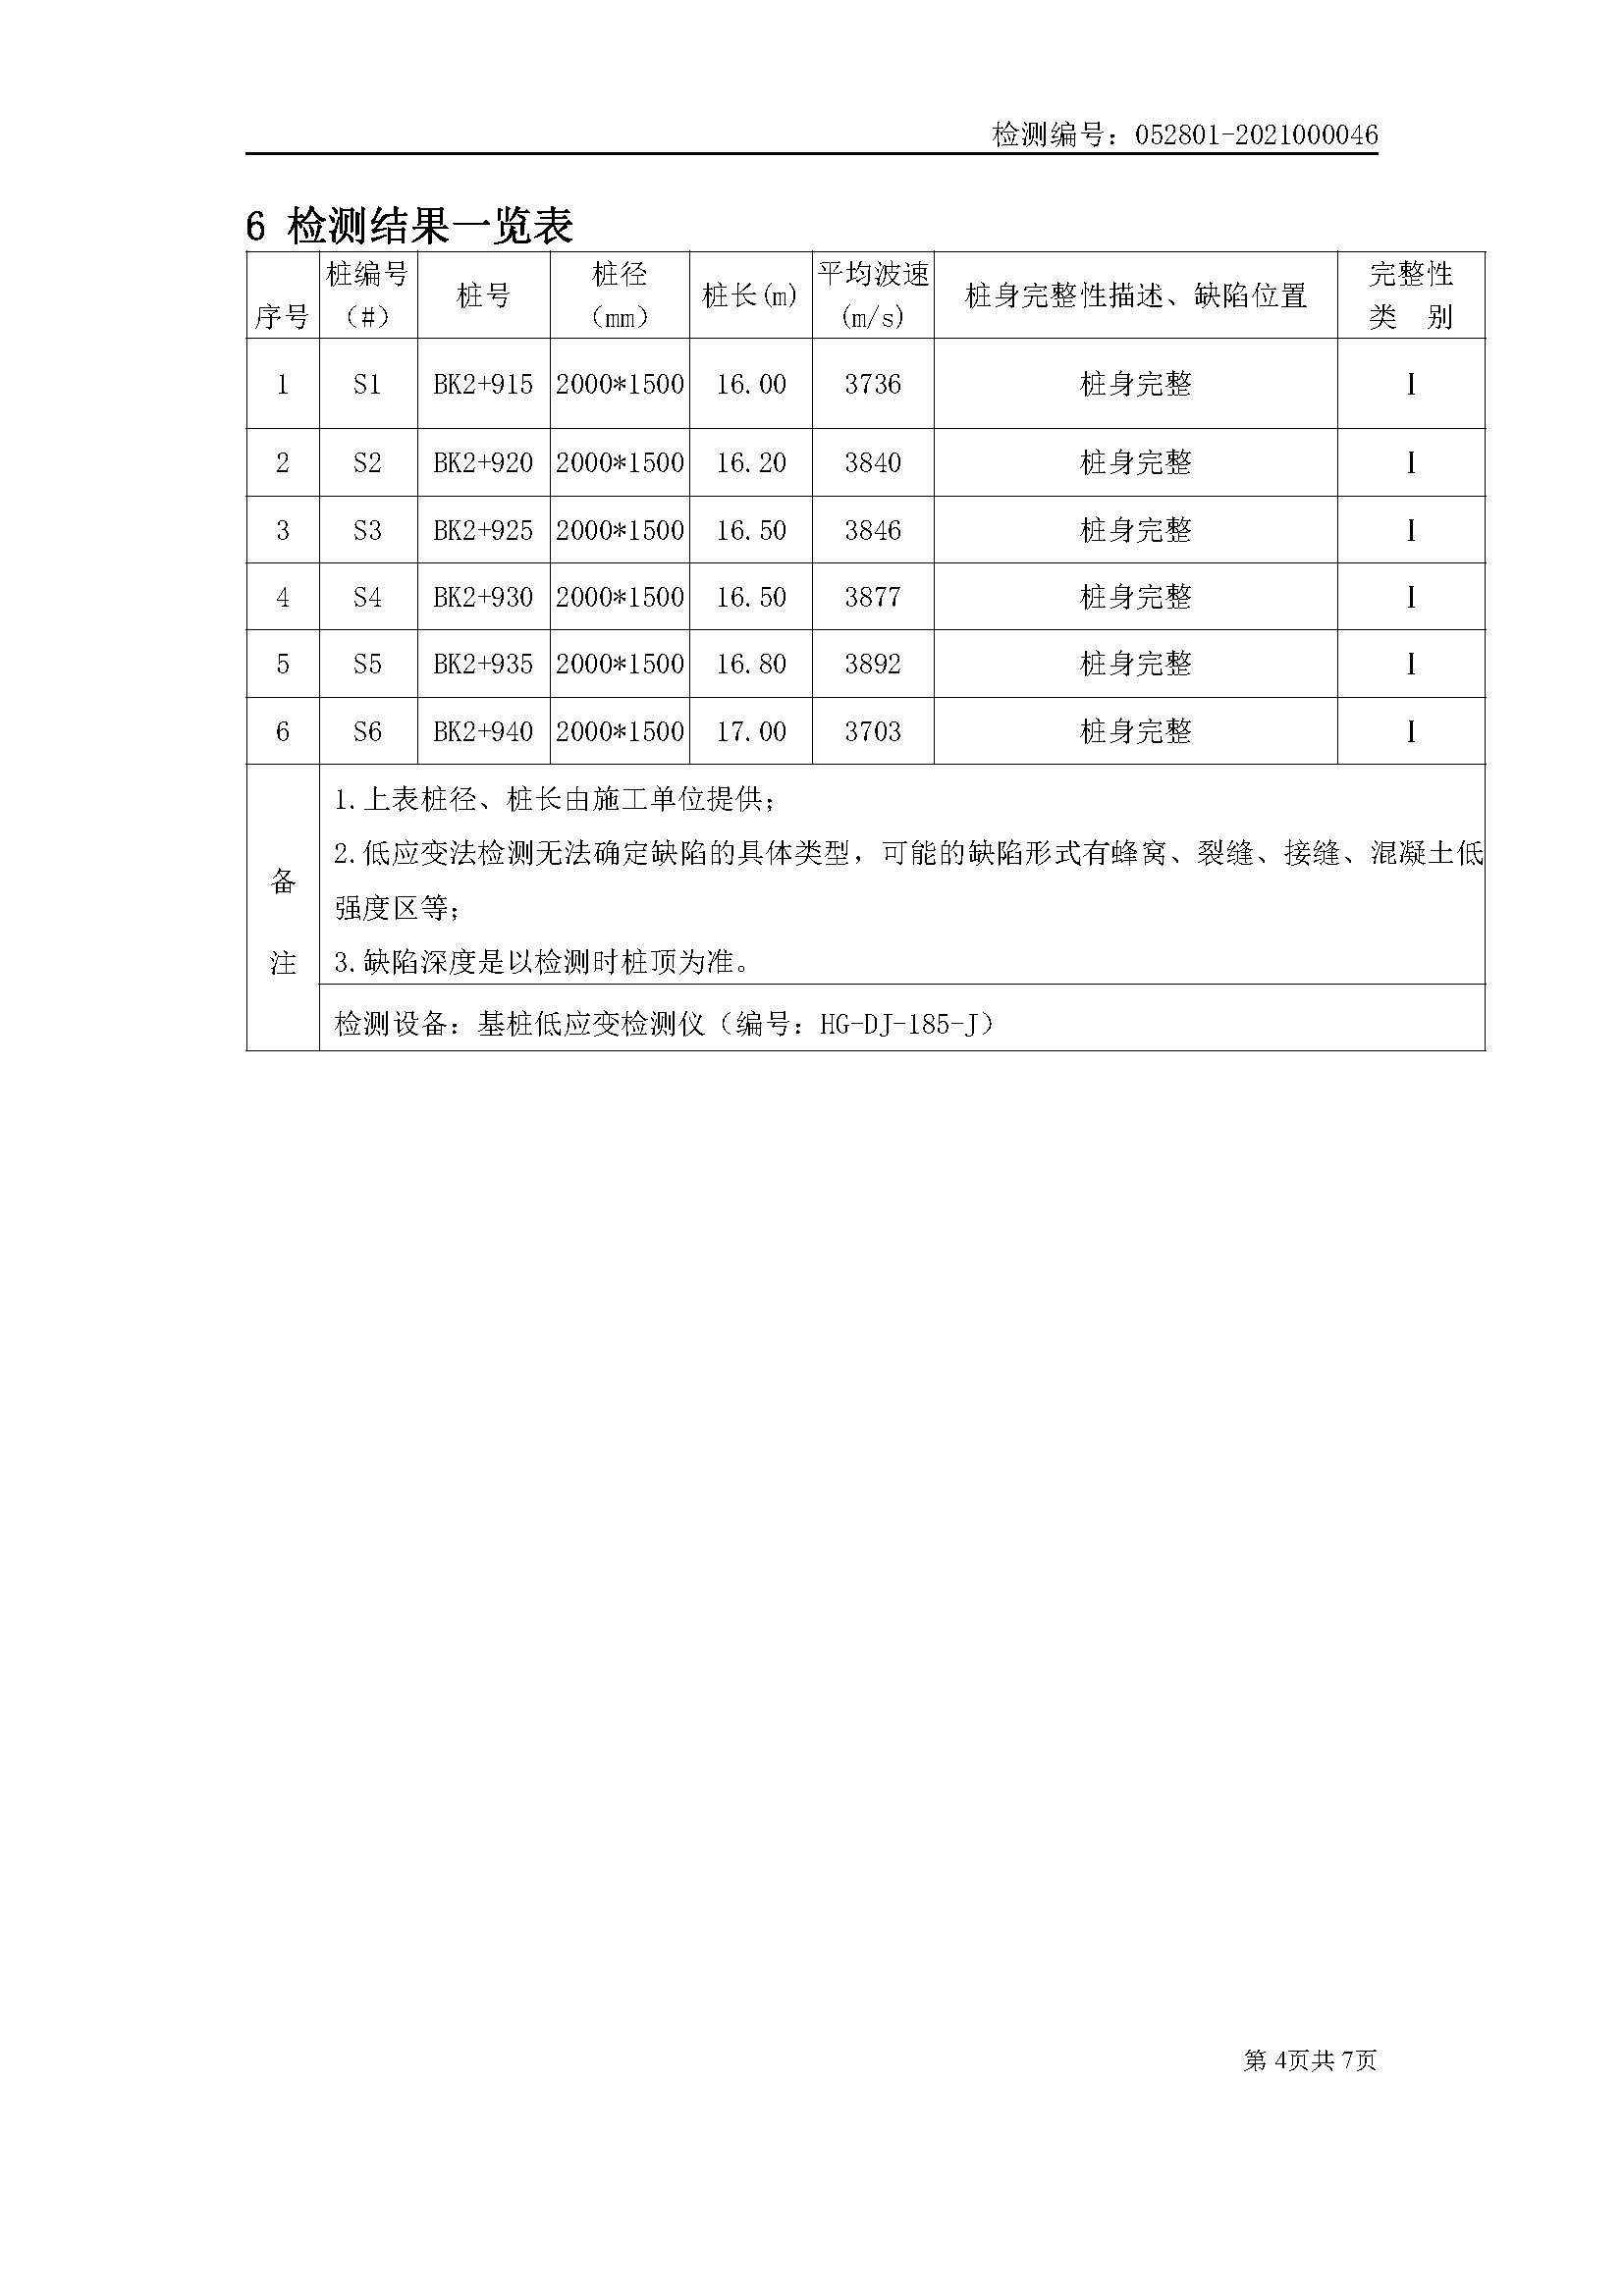 检测编号：052801-2021000046
6 检测结果一览表
序号 桩编号（#） 桩号 桩径（mm） 桩长(m) 平均波速(m/s) 桩身完整性描述、缺陷位置 完整性类 别
1 S1 BK2+915 2000*1500 16.00 3736 桩身完整 I
2 S2 BK2+920 2000*1500 16.20 3840 桩身完整 I
3 S3 BK2+925 2000*1500 16.50 3846 桩身完整 I
4 S4 BK2+930 2000*1500 16.50 3877 桩身完整 I
5 S5 BK2+935 2000*1500 16.80 3892 桩身完整 I
6 S6 BK2+940 2000*1500 17.00 3703 桩身完整 I
备注
1.上表桩径、桩长由施工单位提供；
2.低应变法检测无法确定缺陷的具体类型，可能的缺陷形式有蜂窝、裂缝、接缝、混凝土低
强度区等；
3.缺陷深度是以检测时桩顶为准。
检测设备：基桩低应变检测仪（编号：HG-DJ-185-J）
第 4页共 7页